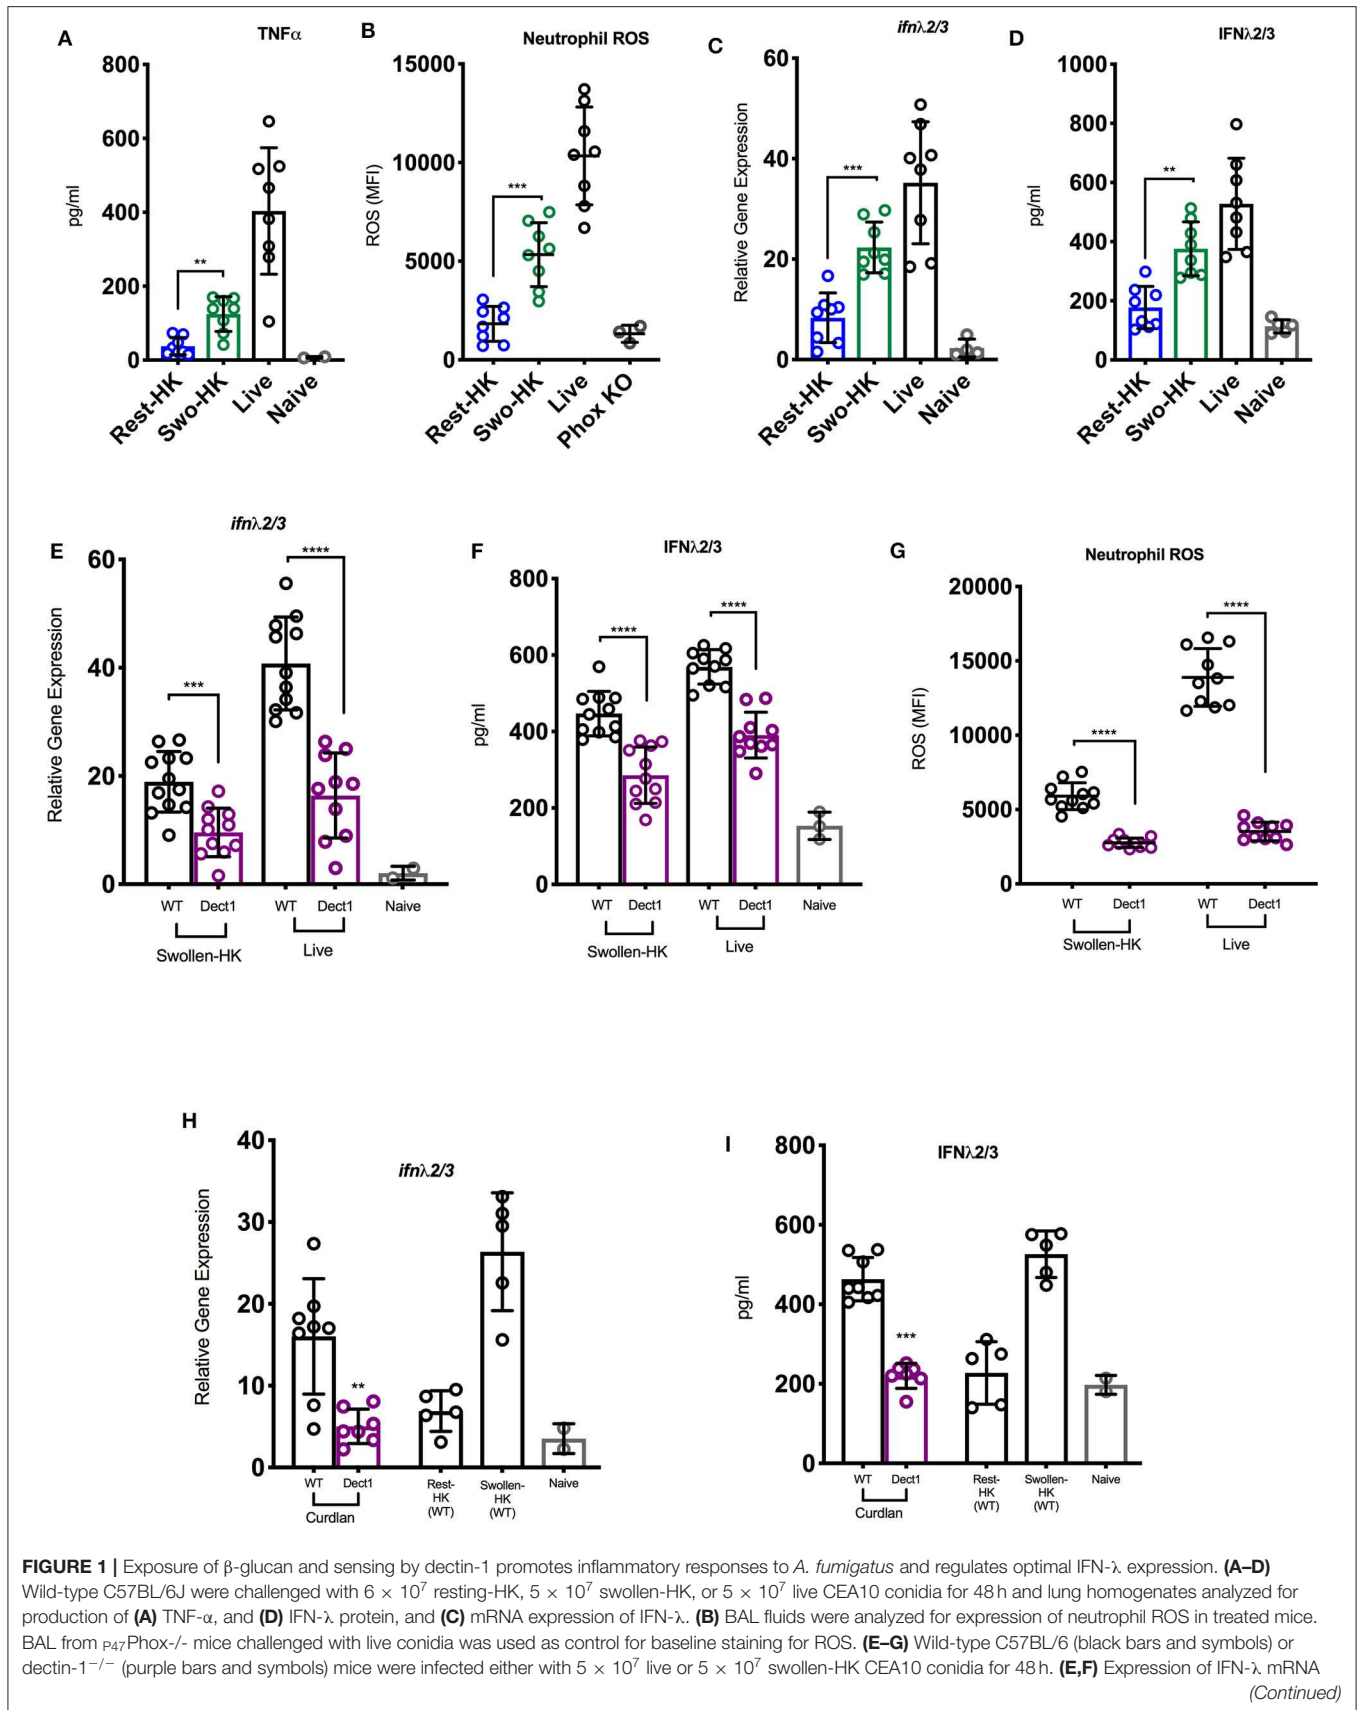 A
TNFα
800
600
400
200
0
pg/ml
**
Rest-HK
Swo-HK
Live
Naive
B
Neutrophil ROS
15000
10000
5000
0
ROS (MFI)
***
Rest-HK
Swo-HK
Live
Phox KO
C
ifnλ2/3
60
40
20
0
Relative Gene Expression
***
Rest-HK
Swo-HK
Live
Naive
D
IFNλ2/3
1000
800
600
400
200
0
pg/ml
**
Rest-HK
Swo-HK
Live
Naive
E
ifnλ2/3
60
40
20
0
Relative Gene Expression
***
****
WT Dect1 WT Dect1 Naive
Swollen-HK Live
F
IFNλ2/3
800
600
400
200
0
pg/ml
****
****
WT Dect1 WT Dect1 Naive
Swollen-HK Live
G
Neutrophil ROS
20000
15000
10000
5000
0
ROS (MFI)
****
****
WT Dect1 WT Dect1
Swollen-HK Live
H
ifnλ2/3
40
30
20
10
0
Relative Gene Expression
**
WT Dect1 Rest-HK (WT) Swollen-HK (WT) Naive
Curdlan
I
IFNλ2/3
800
600
400
200
0
pg/ml
***
WT Dect1 Rest-HK (WT) Swollen-HK (WT) Naive
Curdlan
FIGURE 1 | Exposure of β-glucan and sensing by dectin-1 promotes inflammatory responses to A. fumigatus and regulates optimal IFN-λ expression. (A–D)
Wild-type C57BL/6J were challenged with 6 × 10⁷ resting-HK, 5 × 10⁷ swollen-HK, or 5 × 10⁷ live CEA10 conidia for 48 h and lung homogenates analyzed for
production of (A) TNF-α, and (D) IFN-λ protein, and (C) mRNA expression of IFN-λ. (B) BAL fluids were analyzed for expression of neutrophil ROS in treated mice.
BAL from P47Phox-/- mice challenged with live conidia was used as control for baseline staining for ROS. (E–G) Wild-type C57BL/6 (black bars and symbols) or
dectin-1⁻/⁻ (purple bars and symbols) mice were infected either with 5 × 10⁷ live or 5 × 10⁷ swollen-HK CEA10 conidia for 48 h. (E,F) Expression of IFN-λ mRNA
(Continued)